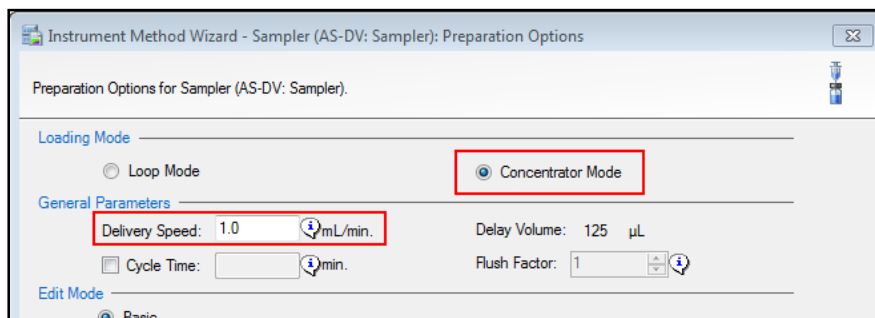 Instrument Method Wizard - Sampler (AS-DV: Sampler): Preparation Options
Preparation Options for Sampler (AS-DV: Sampler).
Loading Mode
Loop Mode Concentrator Mode
General Parameters
Delivery Speed: 1.0 mL/min. Delay Volume: 125 µL
Cycle Time: min. Flush Factor: 1
Edit Mode
Basic